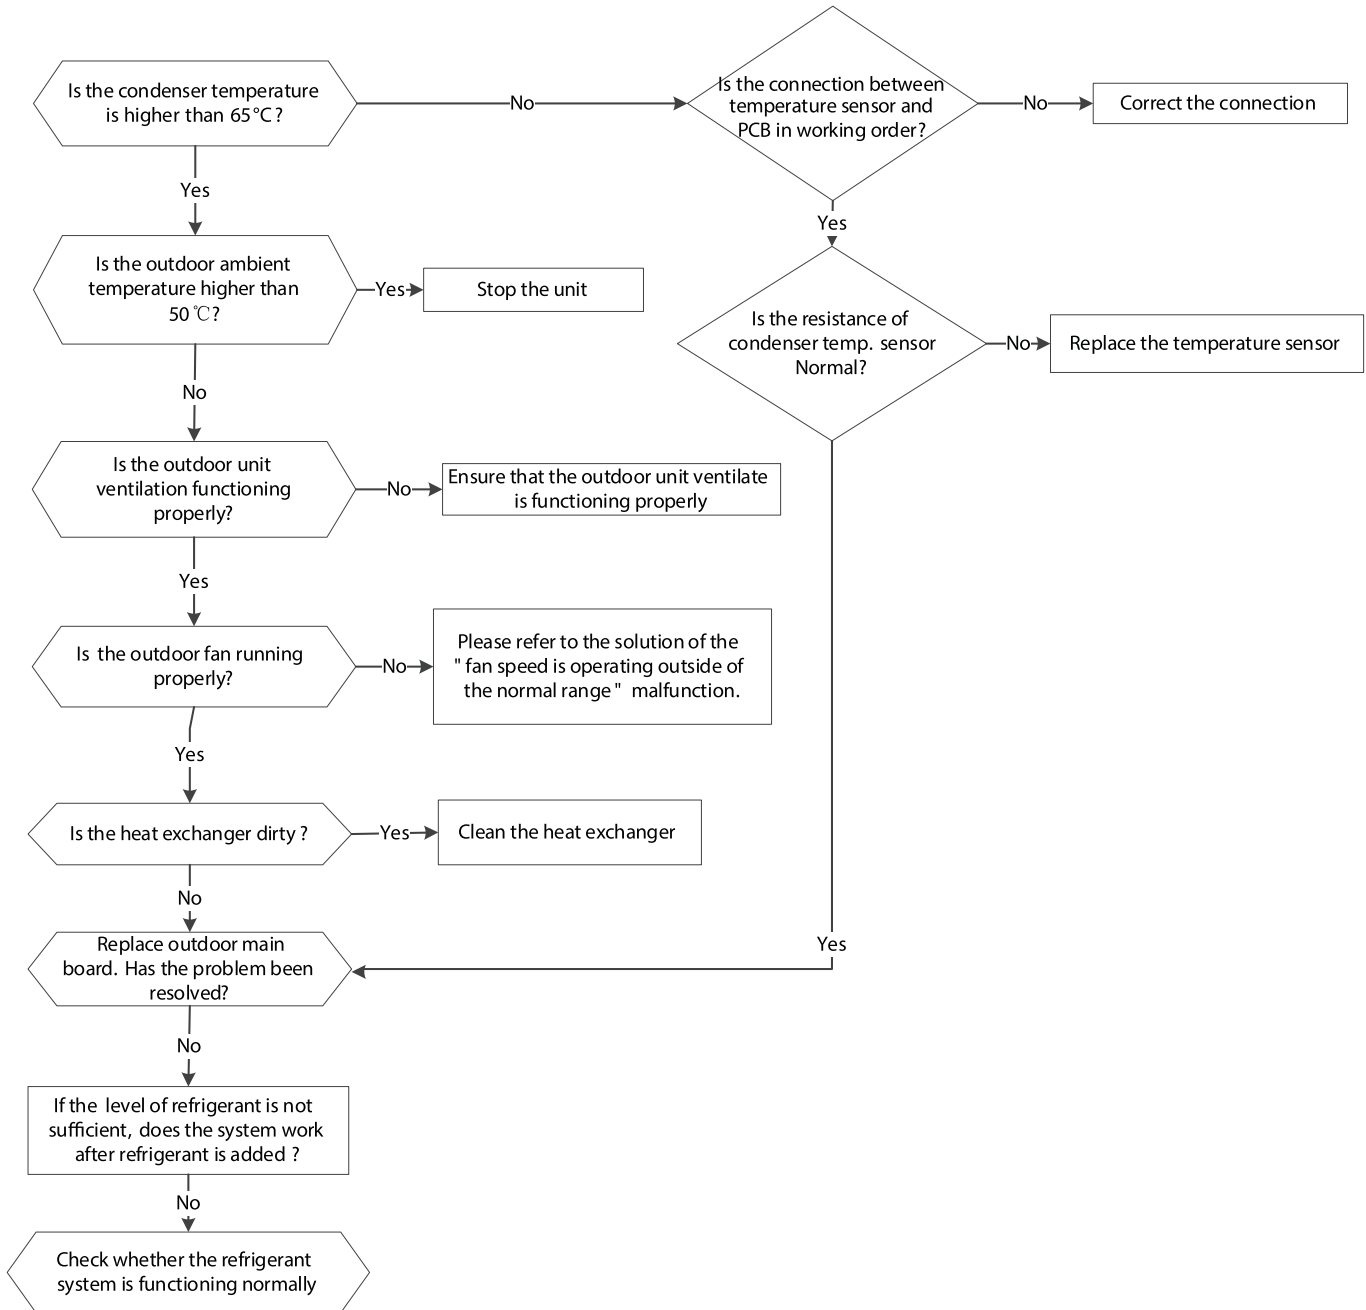 Is the condenser temperature
is higher than 65°C?
No
Is the connection between
temperature sensor and
PCB in working order?
No
Correct the connection
Yes
Yes
Is the outdoor ambient
temperature higher than
50℃?
Yes
Stop the unit
Is the resistance of
condenser temp. sensor
Normal?
No
Replace the temperature sensor
No
Is the outdoor unit
ventilation functioning
properly?
No
Ensure that the outdoor unit ventilate
is functioning properly
Yes
Is the outdoor fan running
properly?
No
Please refer to the solution of the
"fan speed is operating outside of
the normal range" malfunction.
Yes
Is the heat exchanger dirty ?
Yes
Clean the heat exchanger
No
Yes
Replace outdoor main
board. Has the problem been
resolved?
No
If the level of refrigerant is not
sufficient, does the system work
after refrigerant is added ?
No
Check whether the refrigerant
system is functioning normally